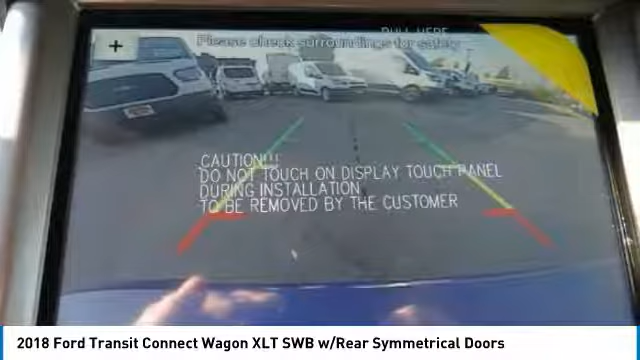 PULL HERE
+
Please check surroundings for safety
CAUTION!!!
DO NOT TOUCH ON DISPLAY TOUCH PANEL
DURING INSTALLATION
TO BE REMOVED BY THE CUSTOMER
2018 Ford Transit Connect Wagon XLT SWB w/Rear Symmetrical Doors